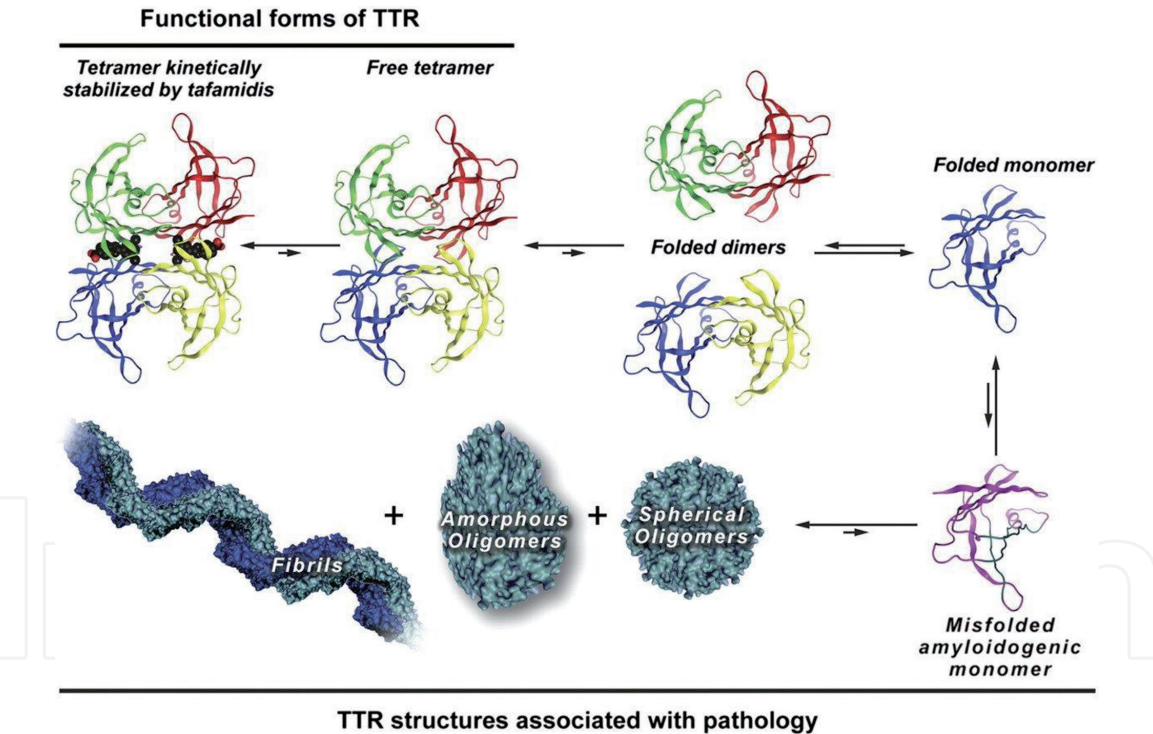 Functional forms of TTR
Tetramer kinetically
stabilized by tafamidis
Free tetramer
Folded monomer
Folded dimers
+
Amorphous
Oligomers
+
Spherical
Oligomers
Fibrils
Misfolded
amyloidogenic
monomer
TTR structures associated with pathology